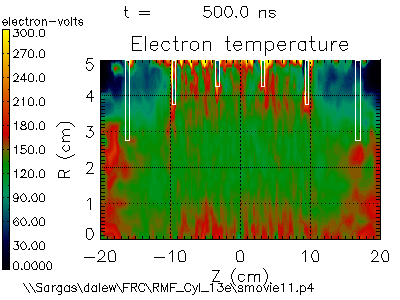 t =    500.0 ns
electron-volts
Electron temperature
300.0
270.0
240.0
210.0
180.0
150.0
120.0
90.00
60.00
30.00
0.0000
R (cm)
5
4
3
2
1
0
-20 -10 0 10 20
Z (cm)
\\Sargas\dalew\FRC\RMF_Cyl_13e\smovie11.p4